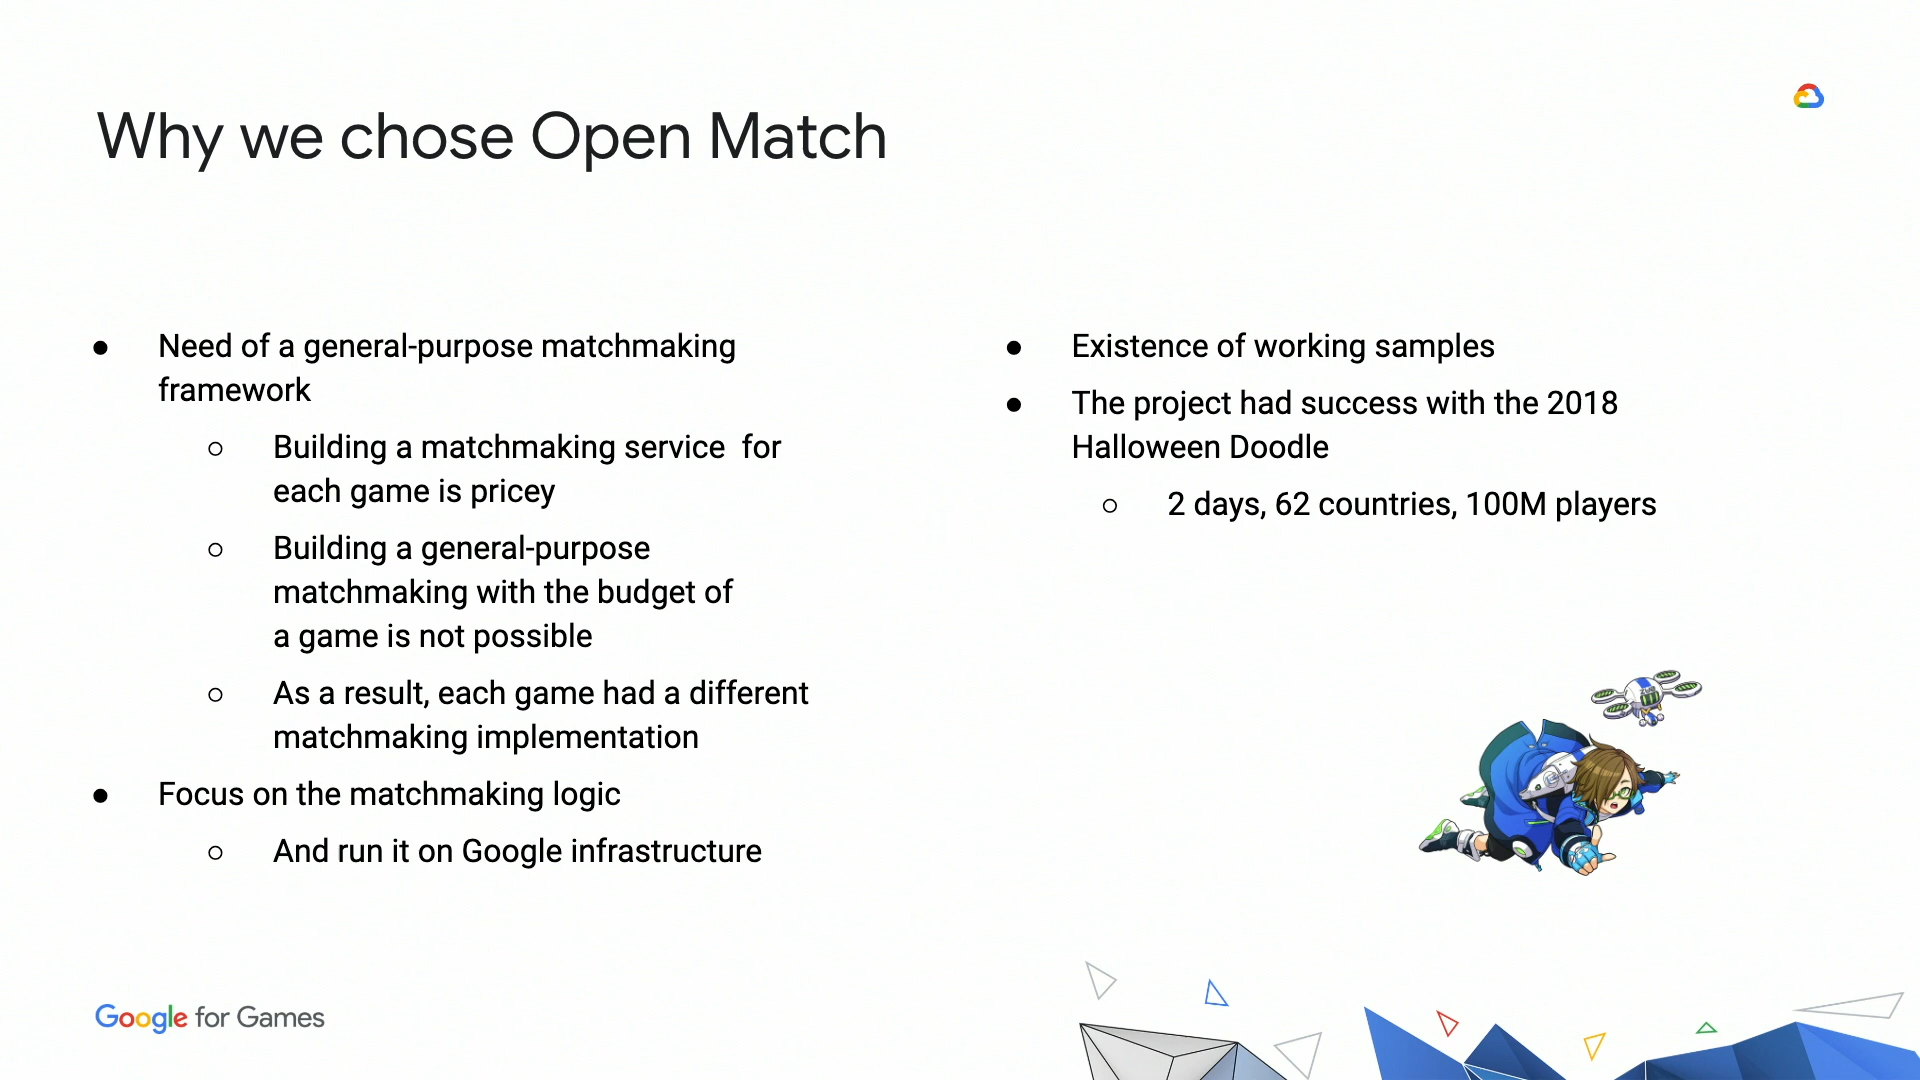 Why we chose Open Match
● Need of a general-purpose matchmaking
framework
○ Building a matchmaking service  for
each game is pricey
○ Building a general-purpose
matchmaking with the budget of
a game is not possible
○ As a result, each game had a different
matchmaking implementation
● Focus on the matchmaking logic
○ And run it on Google infrastructure
● Existence of working samples
● The project had success with the 2018
Halloween Doodle
○ 2 days, 62 countries, 100M players
Google for Games